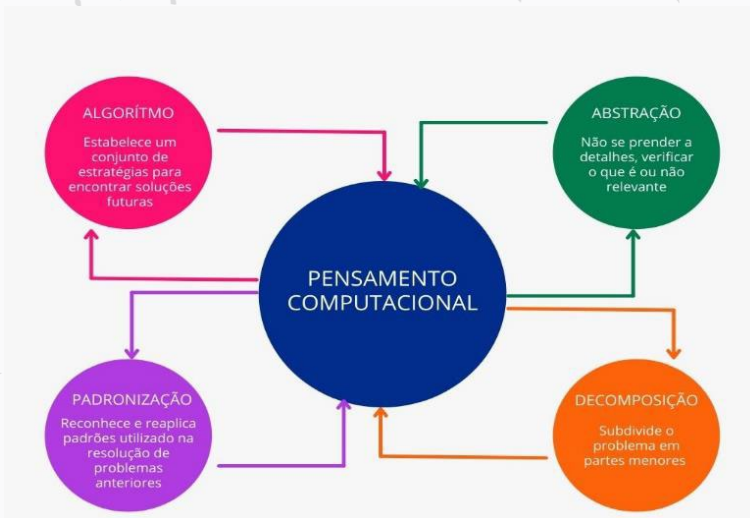 ALGORÍTMO
Estabelece um
conjunto de
estratégias para
encontrar soluções
futuras
ABSTRAÇÃO
Não se prender a
detalhes, verificar
o que é ou não
relevante
PENSAMENTO
COMPUTACIONAL
PADRONIZAÇÃO
Reconhece e reaplica
padrões utilizado na
resolução de
problemas
anteriores
DECOMPOSIÇÃO
Subdivide o
problema em
partes menores